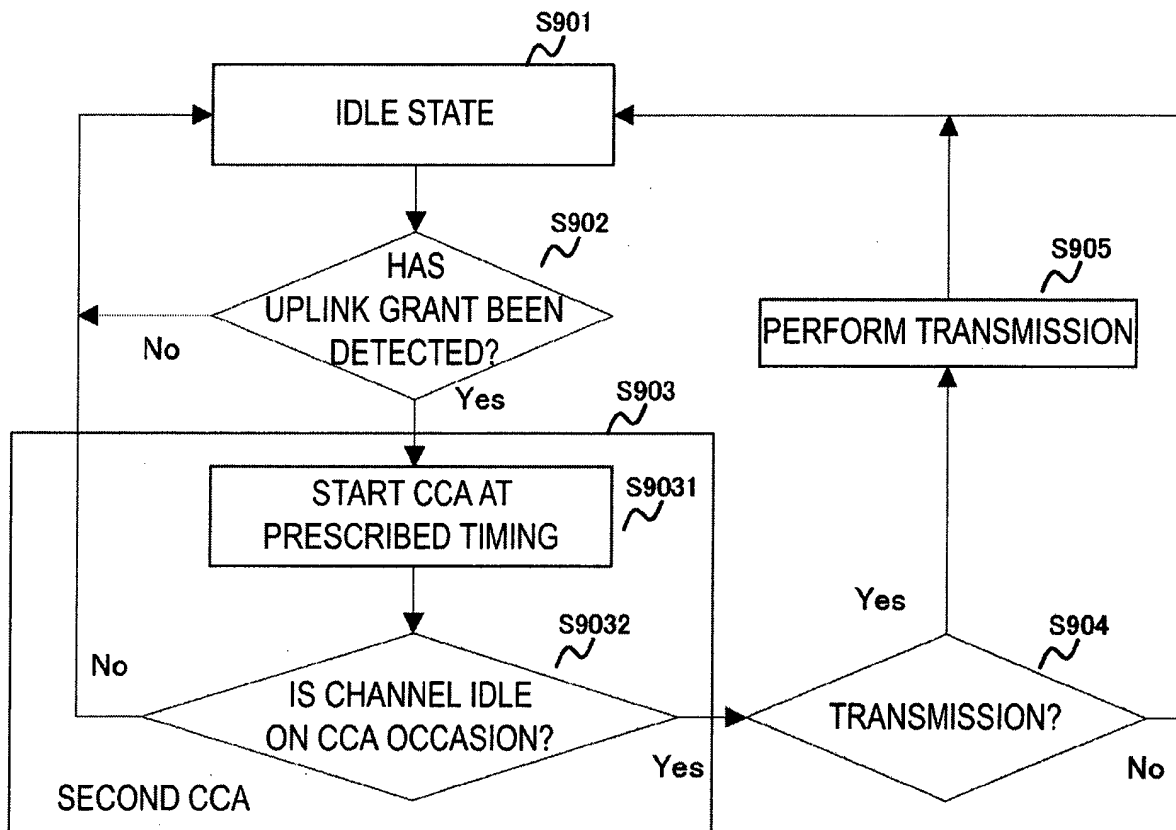 S901
IDLE STATE
S902
HAS
UPLINK GRANT BEEN
DETECTED?
No
Yes
S905
PERFORM TRANSMISSION
S903
START CCA AT
PRESCRIBED TIMING
S9031
S9032
No
IS CHANNEL IDLE
ON CCA OCCASION?
Yes
SECOND CCA
Yes
S904
TRANSMISSION?
No